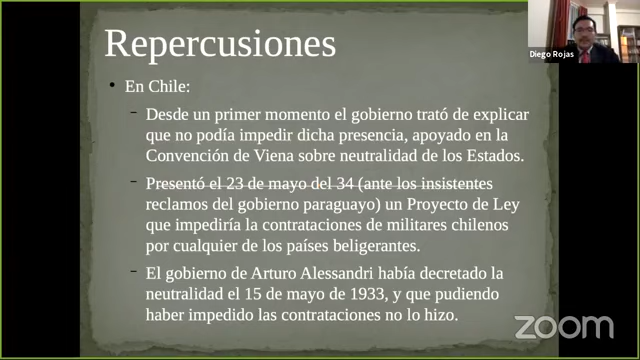 Repercusiones
• En Chile:
– Desde un primer momento el gobierno trató de explicar
que no podía impedir dicha presencia, apoyado en la
Convención de Viena sobre neutralidad de los Estados.
– Presentó el 23 de mayo del 34 (ante los insistentes
reclamos del gobierno paraguayo) un Proyecto de Ley
que impediría la contrataciones de militares chilenos
por cualquier de los países beligerantes.
– El gobierno de Arturo Alessandri había decretado la
neutralidad el 15 de mayo de 1933, y que pudiendo
haber impedido las contrataciones no lo hizo.
Diego Rojas
zoom